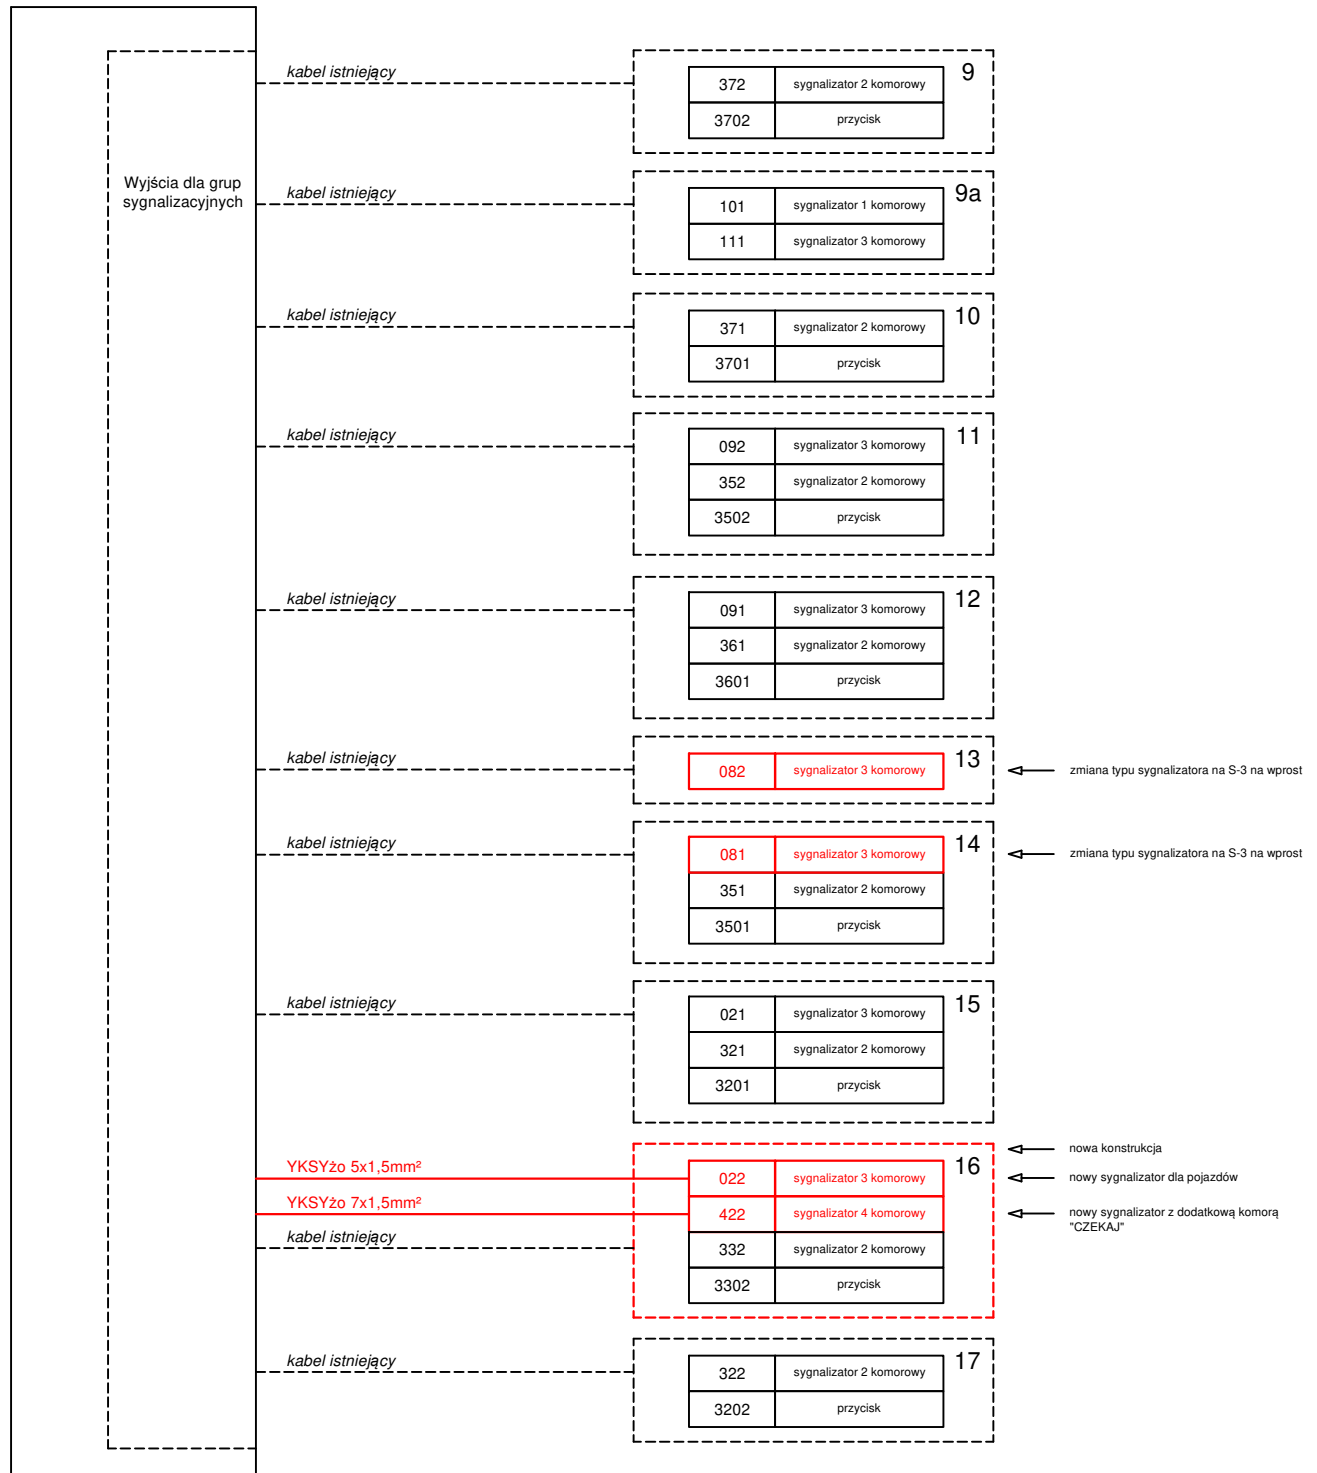 kabel istniejący
9
372 sygnalizator 2 komorowy
3702 przycisk
Wyjścia dla grup
sygnalizacyjnych
kabel istniejący
9a
101 sygnalizator 1 komorowy
111 sygnalizator 3 komorowy
kabel istniejący
10
371 sygnalizator 2 komorowy
3701 przycisk
kabel istniejący
11
092 sygnalizator 3 komorowy
352 sygnalizator 2 komorowy
3502 przycisk
kabel istniejący
12
091 sygnalizator 3 komorowy
361 sygnalizator 2 komorowy
3601 przycisk
kabel istniejący
13
082 sygnalizator 3 komorowy
zmiana typu sygnalizatora na S-3 na wprost
kabel istniejący
14
081 sygnalizator 3 komorowy
zmiana typu sygnalizatora na S-3 na wprost
351 sygnalizator 2 komorowy
3501 przycisk
kabel istniejący
15
021 sygnalizator 3 komorowy
321 sygnalizator 2 komorowy
3201 przycisk
nowa konstrukcja
16
YKSYżo 5x1,5mm²
022 sygnalizator 3 komorowy
nowy sygnalizator dla pojazdów
YKSYżo 7x1,5mm²
422 sygnalizator 4 komorowy
nowy sygnalizator z dodatkową komorą
"CZEKAJ"
kabel istniejący
332 sygnalizator 2 komorowy
3302 przycisk
kabel istniejący
17
322 sygnalizator 2 komorowy
3202 przycisk